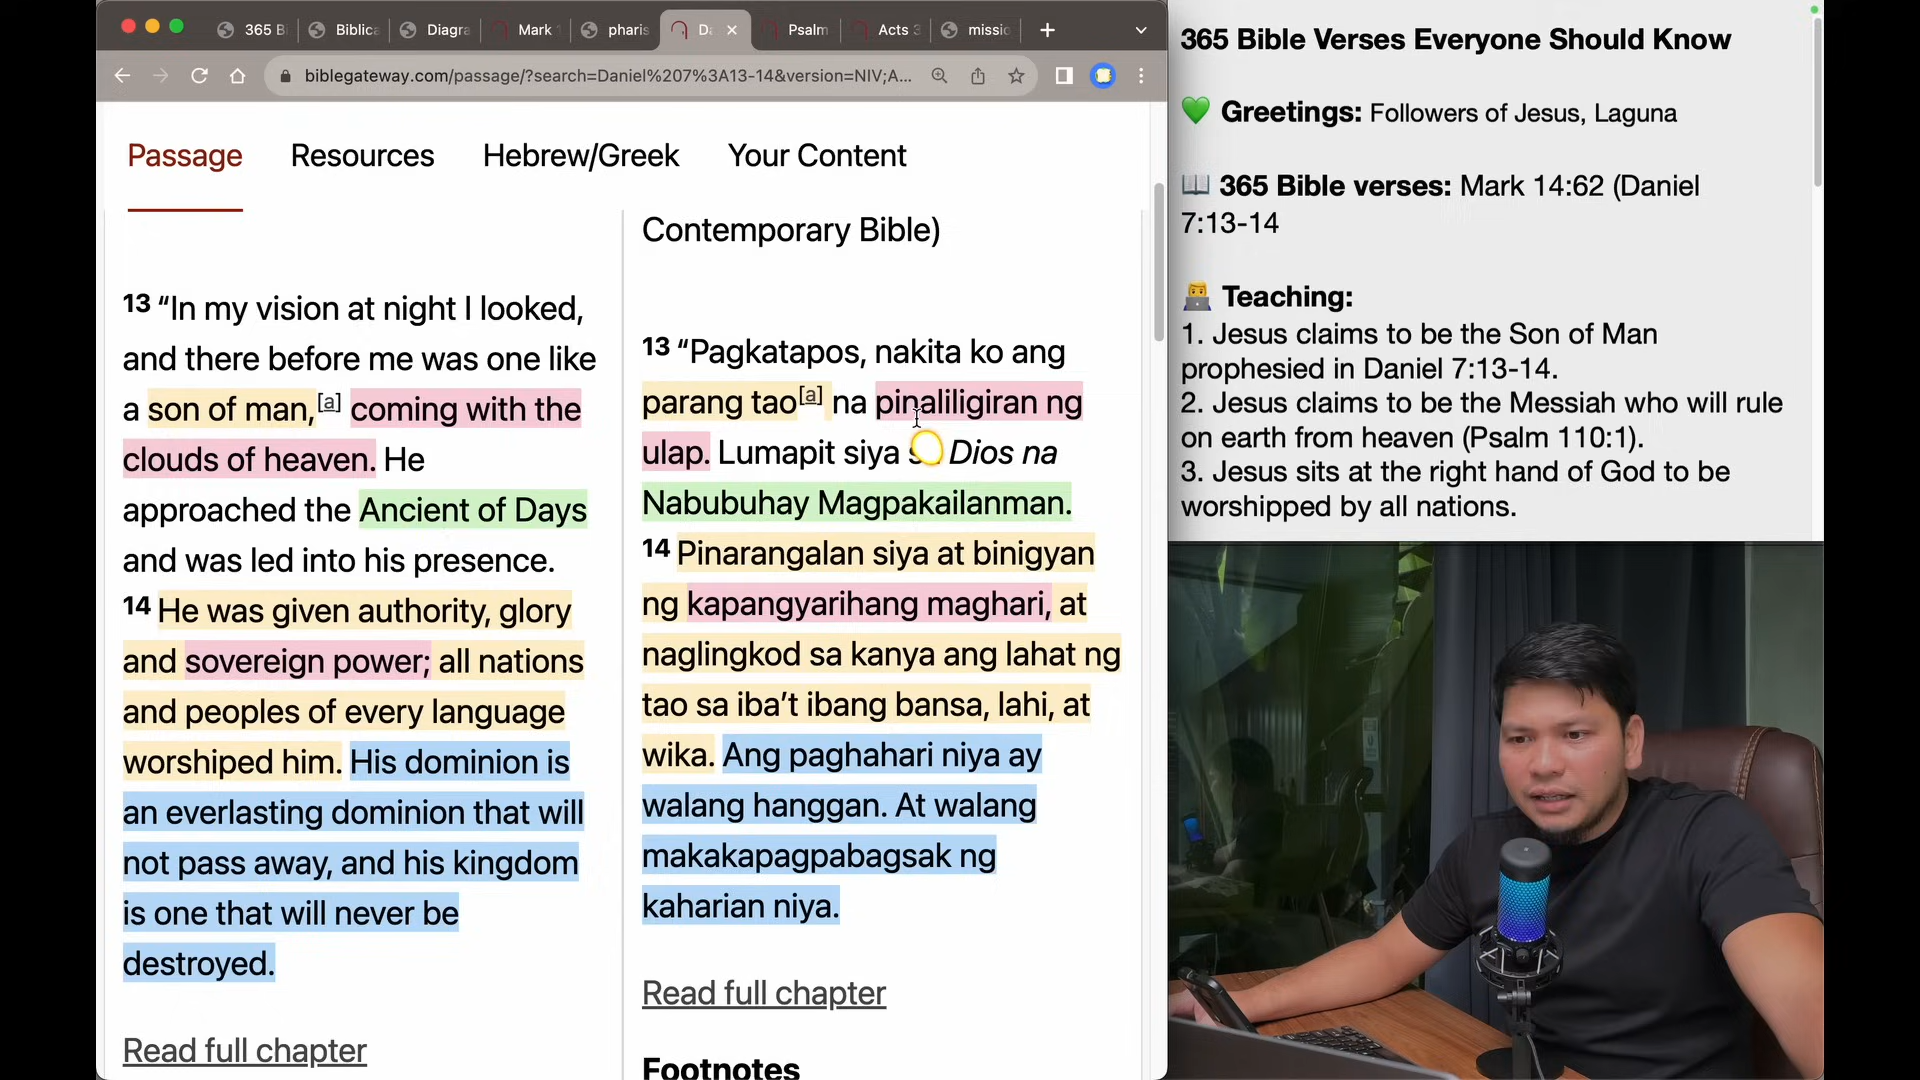 365 B
Biblica
Diagra
Mark
pharis
Da
Psalm
Acts 3
missio
biblegateway.com/passage/?search=Daniel%207%3A13-14&version=NIV;A...
Passage
Resources
Hebrew/Greek
Your Content
13 “In my vision at night I looked,
and there before me was one like
a son of man,[a] coming with the
clouds of heaven. He
approached the Ancient of Days
and was led into his presence.
14 He was given authority, glory
and sovereign power; all nations
and peoples of every language
worshiped him. His dominion is
an everlasting dominion that will
not pass away, and his kingdom
is one that will never be
destroyed.
Read full chapter
Contemporary Bible)
13 “Pagkatapos, nakita ko ang
parang tao[a] na pinaliligiran ng
ulap. Lumapit siya Dios na
Nabubuhay Magpakailanman.
14 Pinarangalan siya at binigyan
ng kapangyarihang maghari, at
naglingkod sa kanya ang lahat ng
tao sa iba’t ibang bansa, lahi, at
wika. Ang paghahari niya ay
walang hanggan. At walang
makakapagpabagsak ng
kaharian niya.
Read full chapter
Footnotes
365 Bible Verses Everyone Should Know
💚 Greetings: Followers of Jesus, Laguna
📖 365 Bible verses: Mark 14:62 (Daniel
7:13-14
👨‍💻 Teaching:
1. Jesus claims to be the Son of Man
prophesied in Daniel 7:13-14.
2. Jesus claims to be the Messiah who will rule
on earth from heaven (Psalm 110:1).
3. Jesus sits at the right hand of God to be
worshipped by all nations.